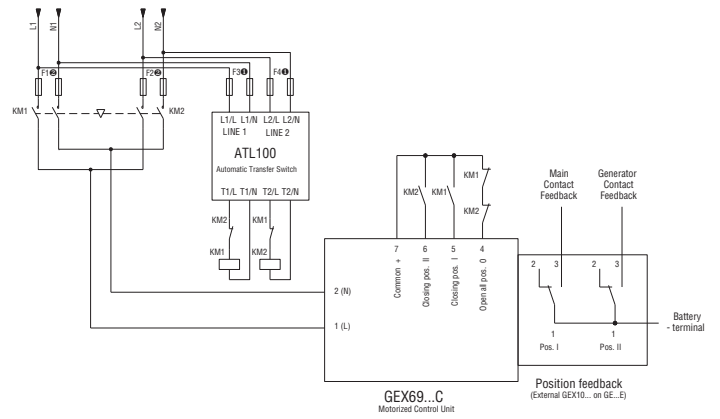 L1
N1
L2
N2
F1❷
F2❷
F3❶
F4❶
KM1
KM2
L1/L L1/N L2/L L2/N
LINE 1 LINE 2
ATL100
Automatic Transfer Switch
T1/L T1/N T2/L T2/N
KM2
KM1
KM1
KM2
KM2
KM1
KM1
KM2
Main
Contact
Feedback
Generator
Contact
Feedback
7
6
5
4
Common +
Closing pos. II
Closing pos. I
Open all pos. 0
2 (N)
1 (L)
2 3
2 3
1
1
Pos. I
Pos. II
Battery
- terminal
GEX69...C
Motorized Control Unit
Position feedback
(External GEX10... on GE...E)